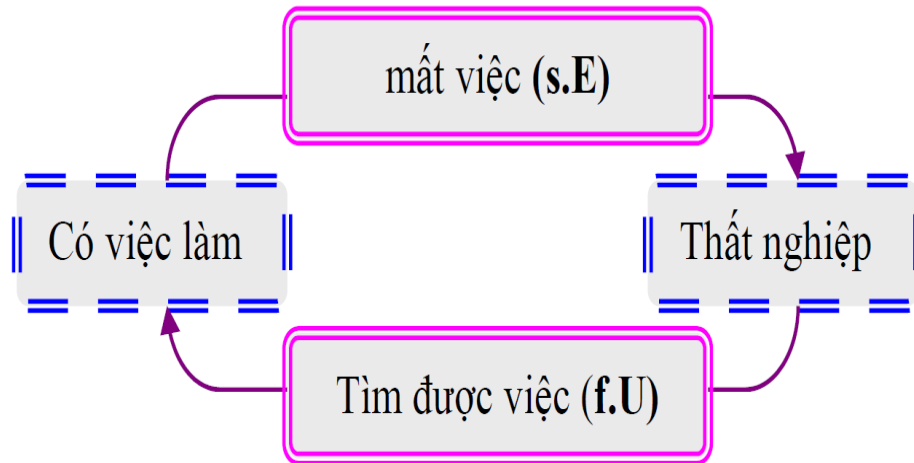 mất việc (s.E)
Có việc làm
Thất nghiệp
Tìm được việc (f.U)